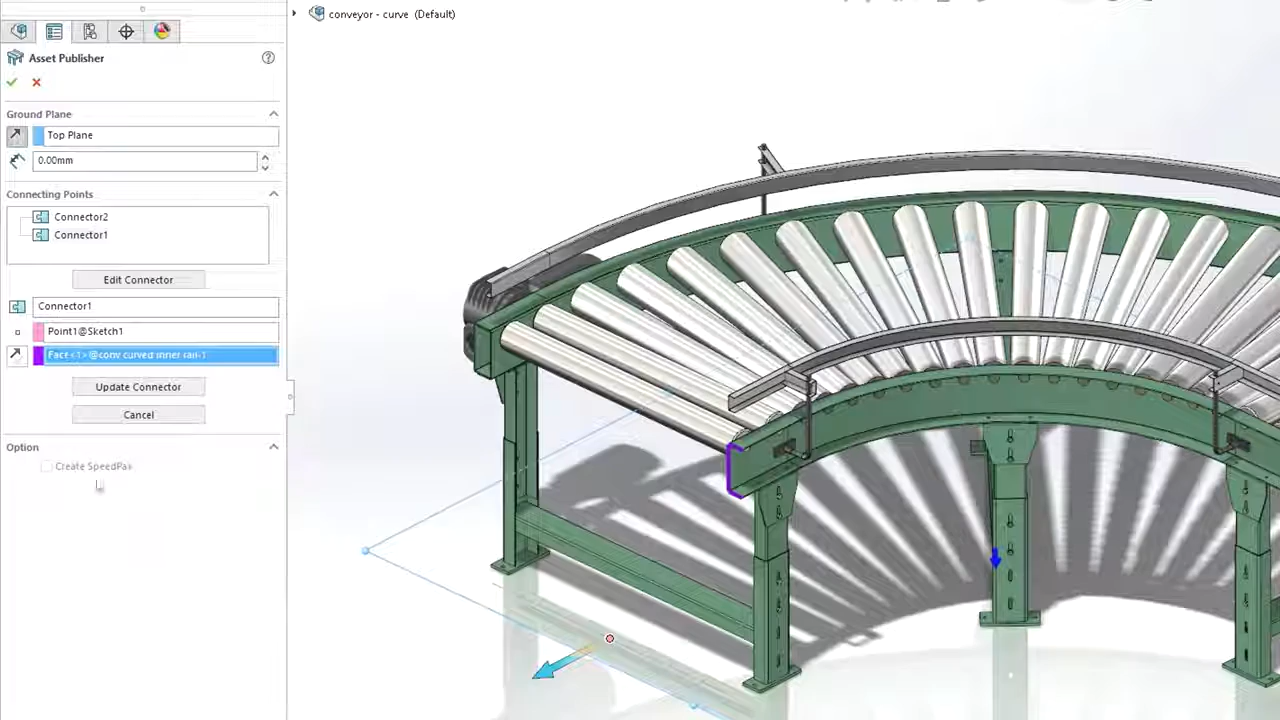 conveyor - curve (Default)
Asset Publisher
Ground Plane
Top Plane
0.00mm
Connecting Points
Connector2
Connector1
Edit Connector
Connector1
Point1@Sketch1
Face<1>@conv curved inner rail-1
Update Connector
Cancel
Option
Create SpeedPak